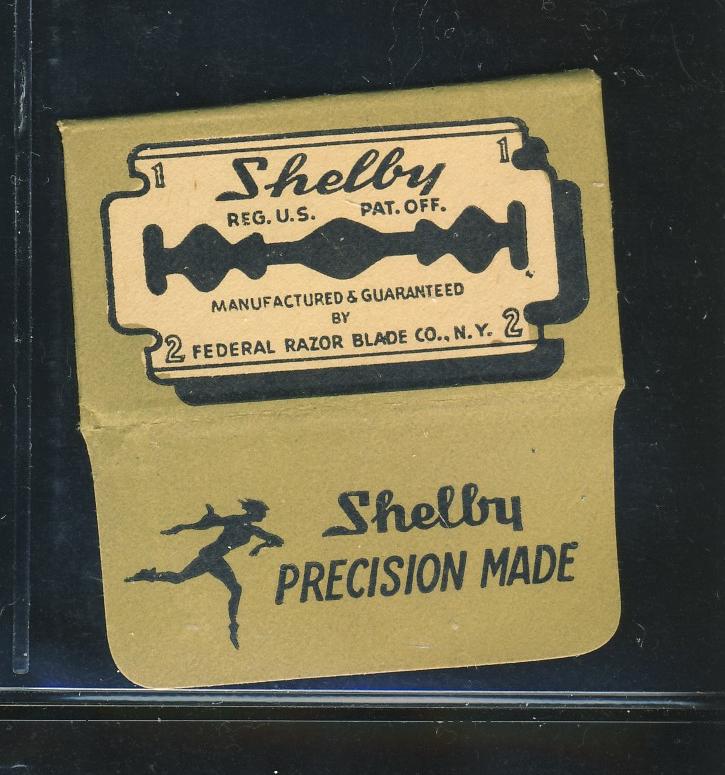 1 Shelby 1
REG. U.S. PAT. OFF.
MANUFACTURED & GUARANTEED
BY
2 FEDERAL RAZOR BLADE CO., N.Y. 2
Shelby
PRECISION MADE